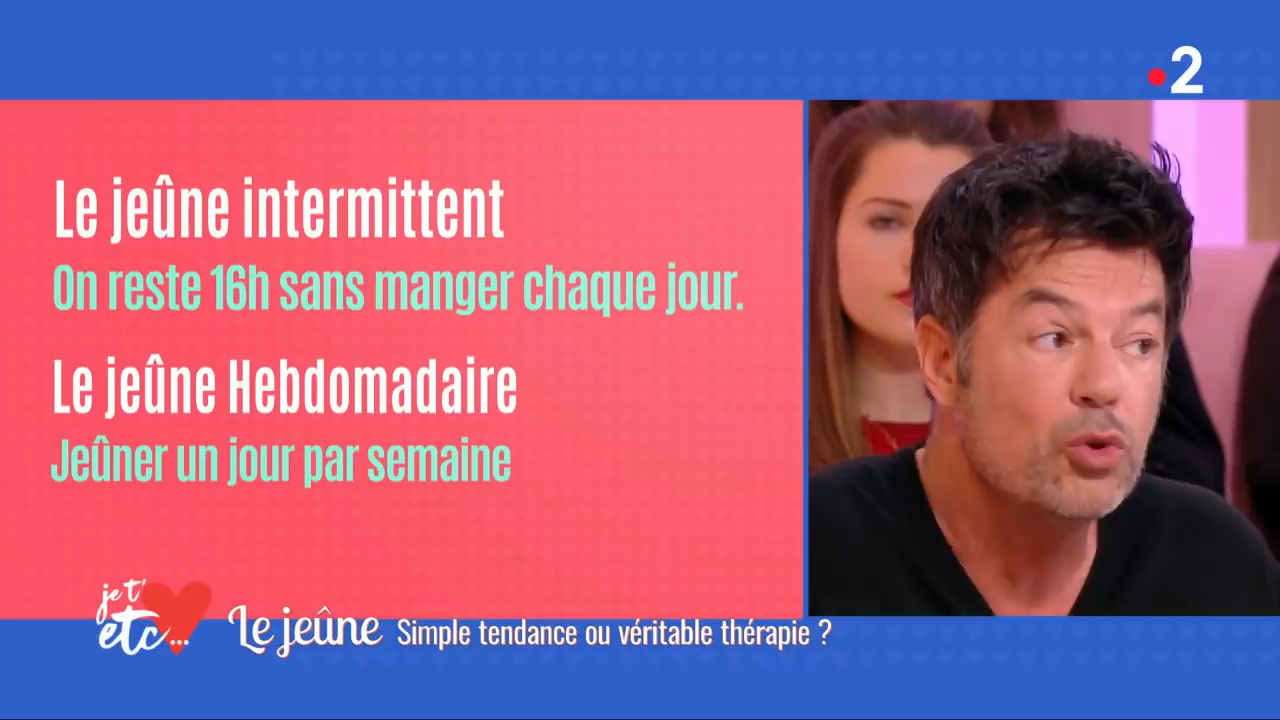 2
Le jeûne intermittent
On reste 16h sans manger chaque jour.
Le jeûne Hebdomadaire
Jeûner un jour par semaine
je t'
etc...
Le jeûne Simple tendance ou véritable thérapie ?